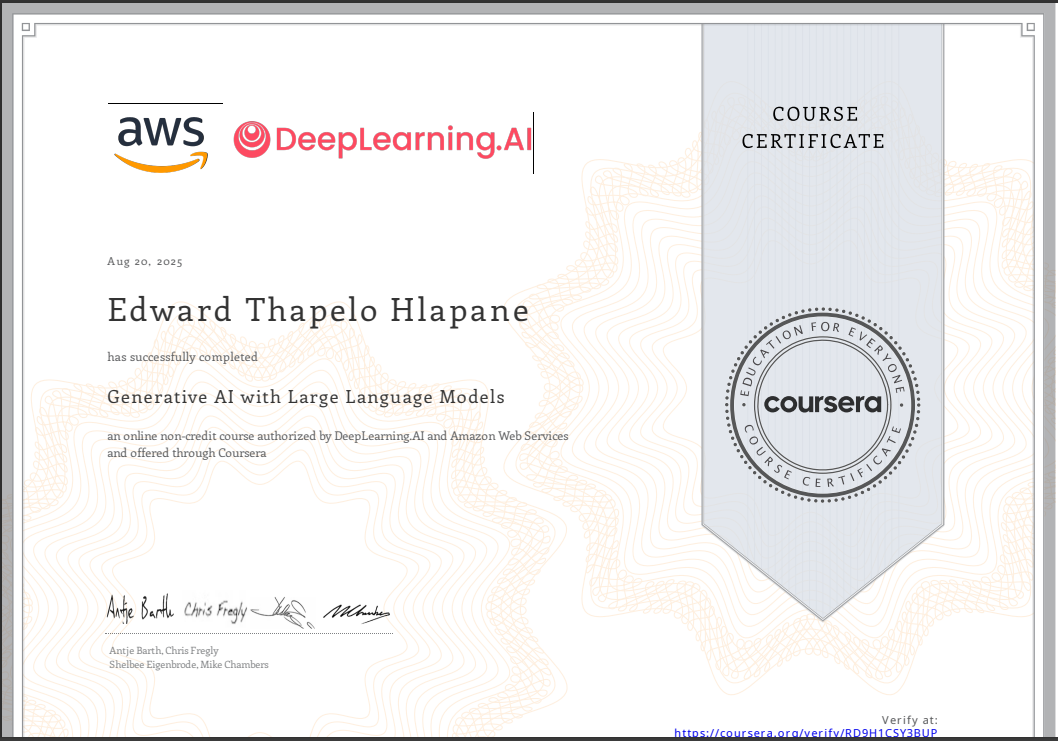 aws DeepLearning.AI
COURSE
CERTIFICATE
Aug 20, 2025
Edward Thapelo Hlapane
has successfully completed
Generative AI with Large Language Models
an online non-credit course authorized by DeepLearning.AI and Amazon Web Services
and offered through Coursera
EDUCATION FOR EVERYONE
coursera
COURSE CERTIFICATE
Antje Barth Chris Fregly
Antje Barth, Chris Fregly
Shelbee Eigenbrode, Mike Chambers
Verify at:
https://coursera.org/verify/RD9H1CSY3BUP